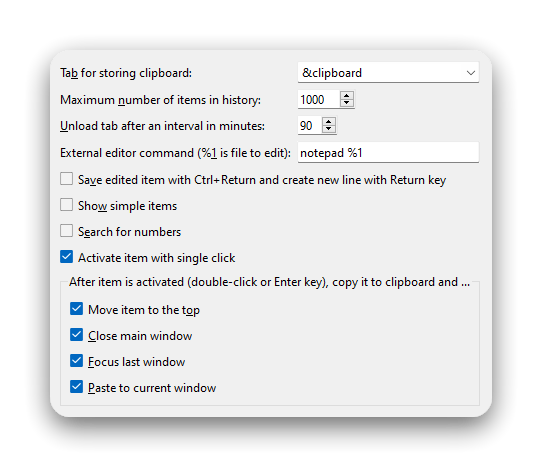 Tab for storing clipboard: &clipboard
Maximum number of items in history: 1000
Unload tab after an interval in minutes: 90
External editor command (%1 is file to edit): notepad %1
Save edited item with Ctrl+Return and create new line with Return key
Show simple items
Search for numbers
Activate item with single click
After item is activated (double-click or Enter key), copy it to clipboard and ...
Move item to the top
Close main window
Focus last window
Paste to current window